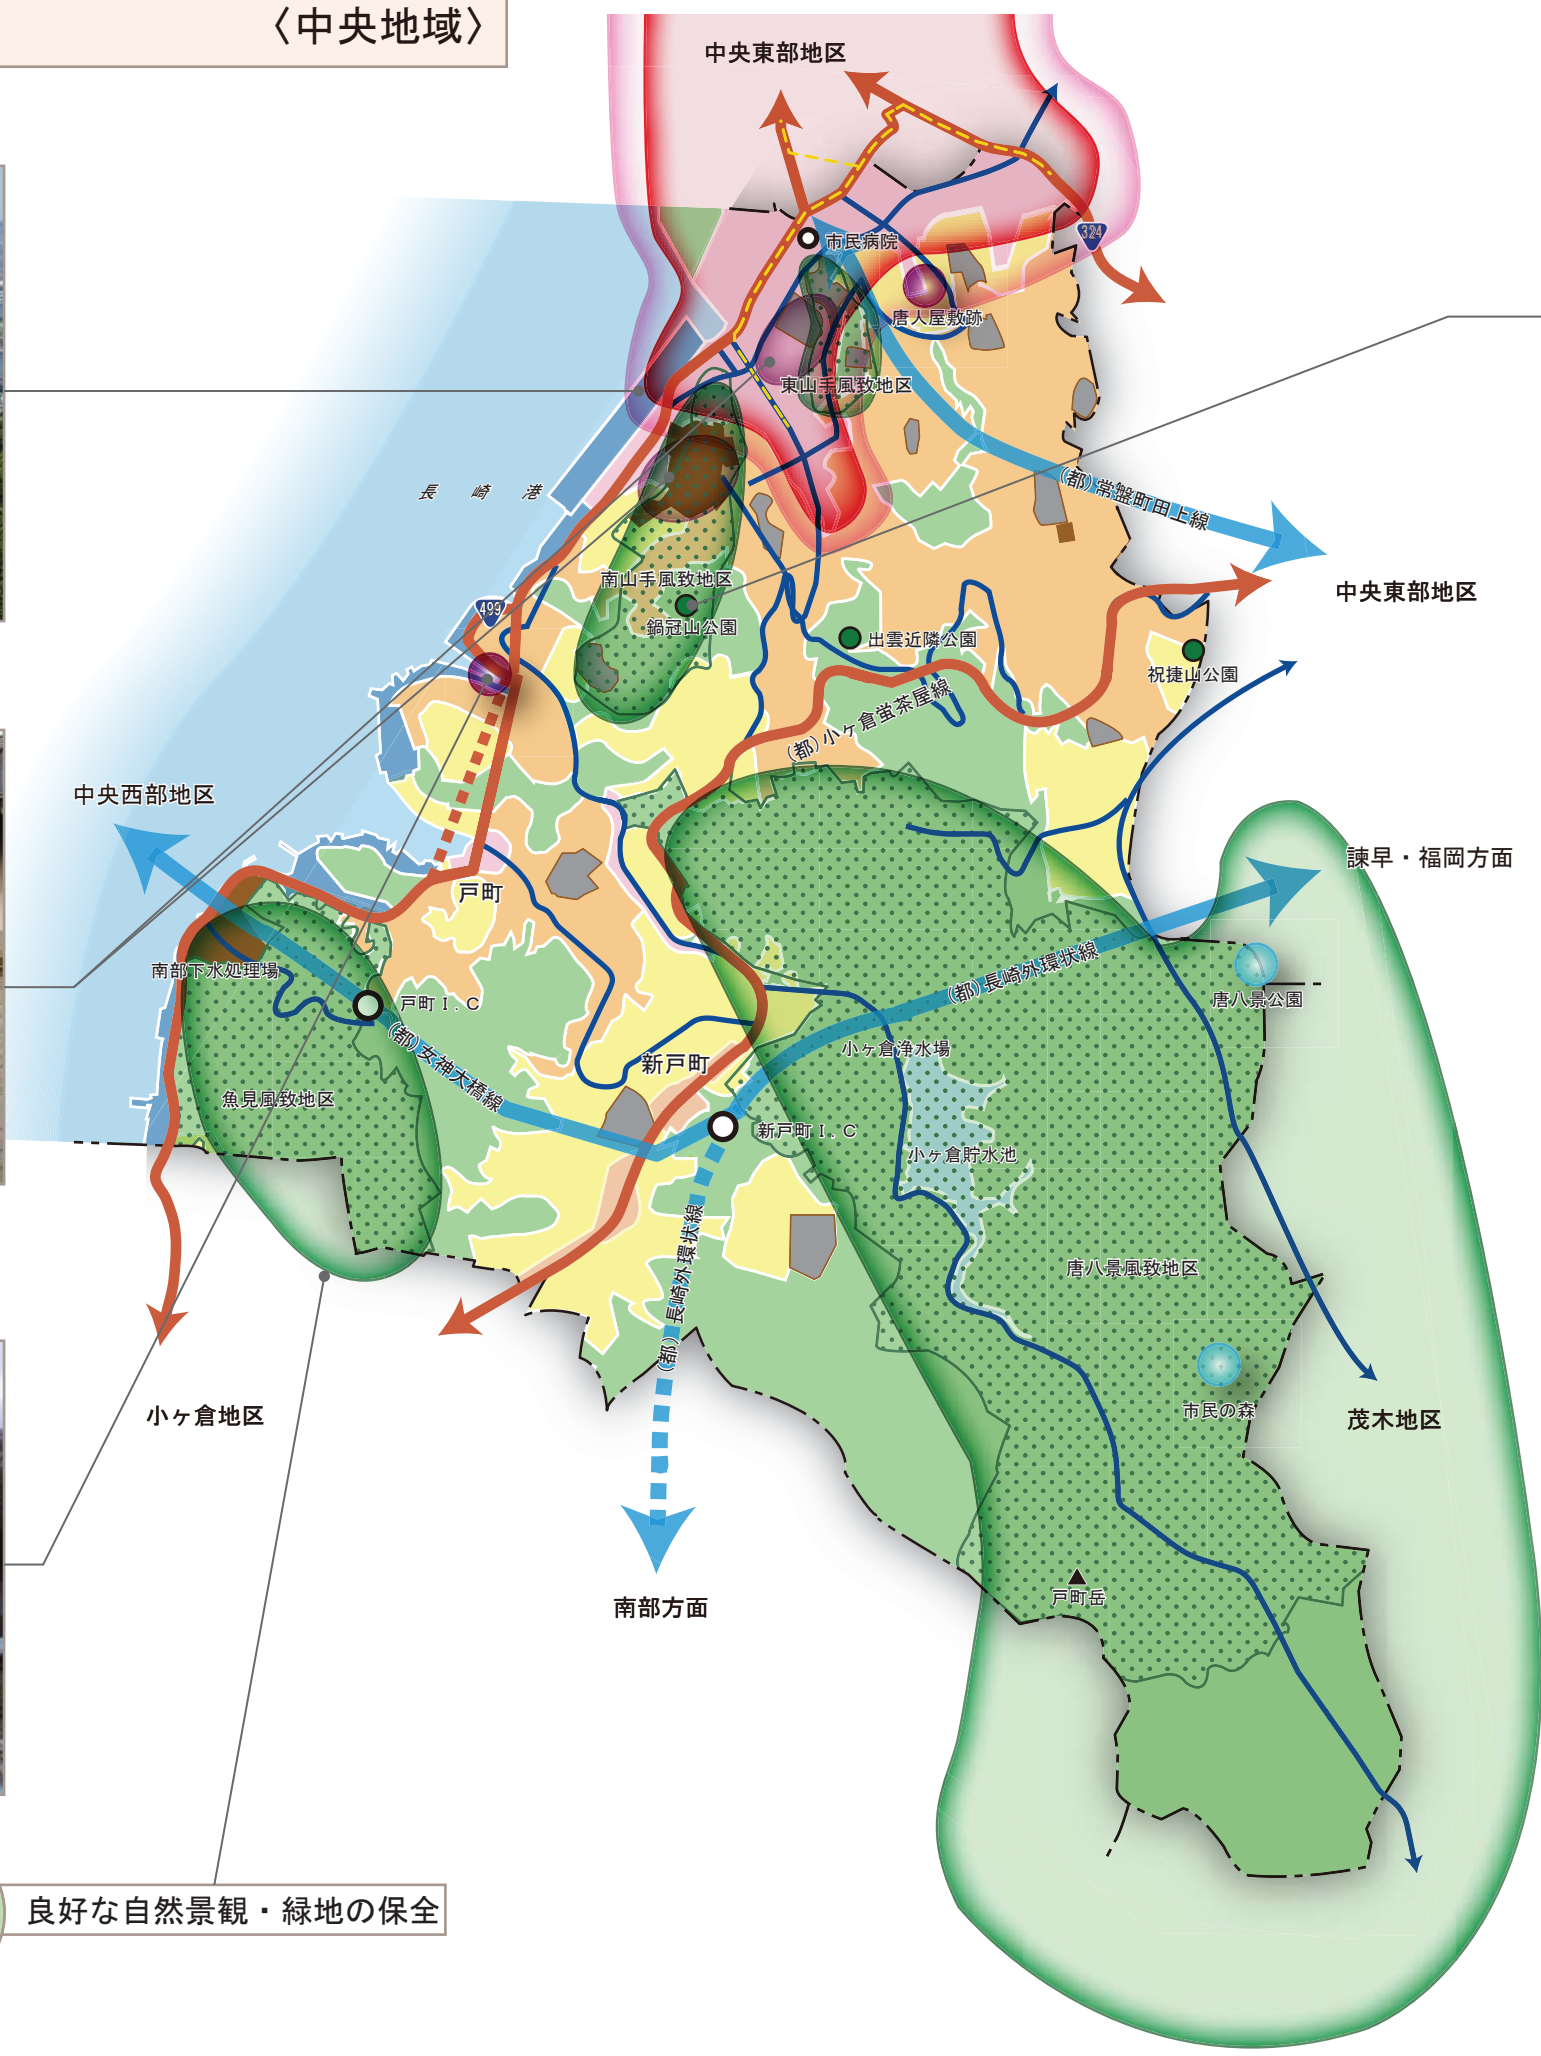 〈中央地域〉
中央東部地区
324
市民病院
唐人屋敷跡
東山手風致地区
長崎港
(都)常盤町田上線
南山手風致地区
499
鍋冠山公園
出雲近隣公園
中央東部地区
祝捷山公園
(都)小ヶ倉蛍茶屋線
中央西部地区
諫早・福岡方面
戸町
南部下水処理場
戸町I.C
(都)長崎外環状線
唐八景公園
(都)女神大橋線
小ヶ倉浄水場
新戸町
魚見風致地区
新戸町I.C
小ヶ倉貯水池
(都)長崎外環状線
唐八景風致地区
市民の森
小ヶ倉地区
茂木地区
戸町岳
南部方面
良好な自然景観・緑地の保全